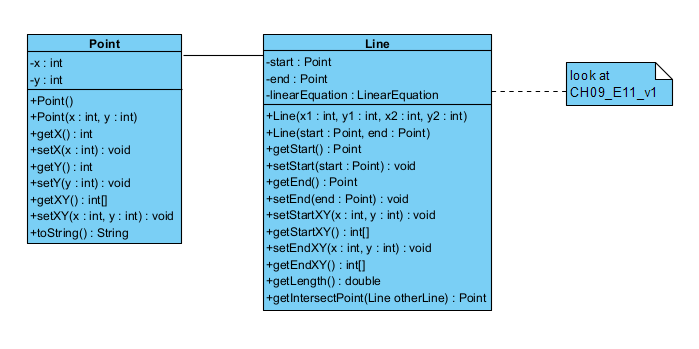 Point
-x : int
-y : int
+Point()
+Point(x : int, y : int)
+getX() : int
+setX(x : int) : void
+getY() : int
+setY(y : int) : void
+getXY() : int[]
+setXY(x : int, y : int) : void
+toString() : String
Line
-start : Point
-end : Point
-linearEquation : LinearEquation
+Line(x1 : int, y1 : int, x2 : int, y2 : int)
+Line(start : Point, end : Point)
+getStart() : Point
+setStart(start : Point) : void
+getEnd() : Point
+setEnd(end : Point) : void
+setStartXY(x : int, y : int) : void
+getStartXY() : int[]
+setEndXY(x : int, y : int) : void
+getEndXY() : int[]
+getLength() : double
+getIntersectPoint(Line otherLine) : Point
look at
CH09_E11_v1